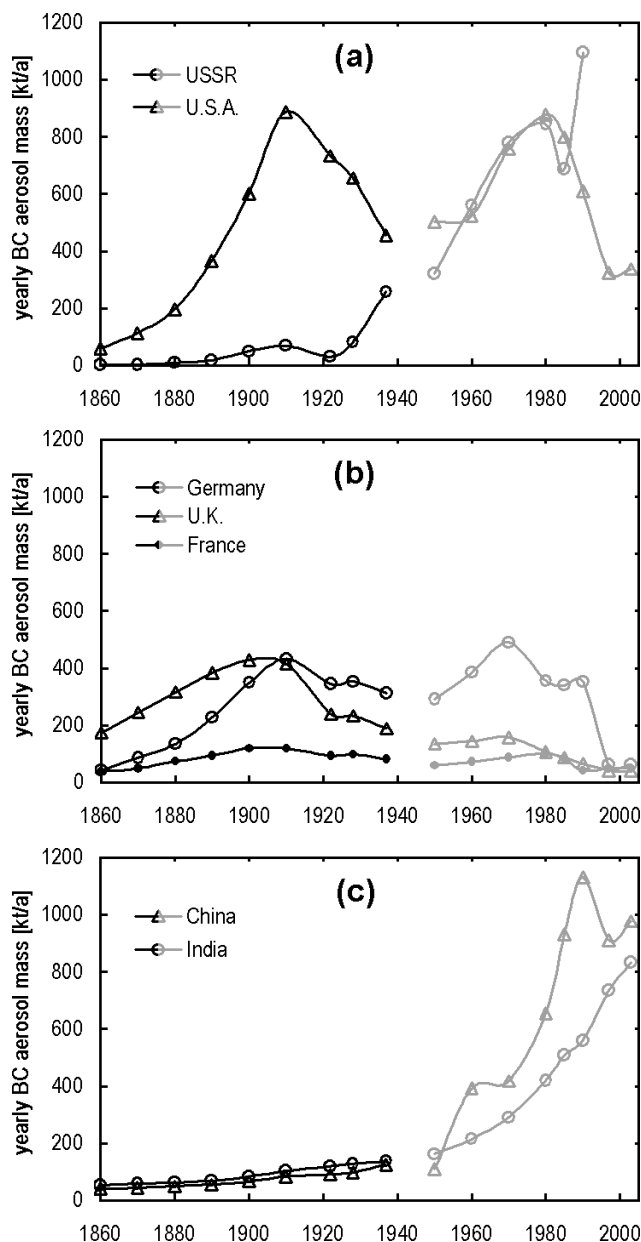 (a)
yearly BC aerosol mass [kt/a]
1200
1000
800
600
400
200
0
USSR
U.S.A.
1860 1880 1900 1920 1940 1960 1980 2000
(b)
yearly BC aerosol mass [kt/a]
1200
1000
800
600
400
200
0
Germany
U.K.
France
1860 1880 1900 1920 1940 1960 1980 2000
(c)
yearly BC aerosol mass [kt/a]
1200
1000
800
600
400
200
0
China
India
1860 1880 1900 1920 1940 1960 1980 2000